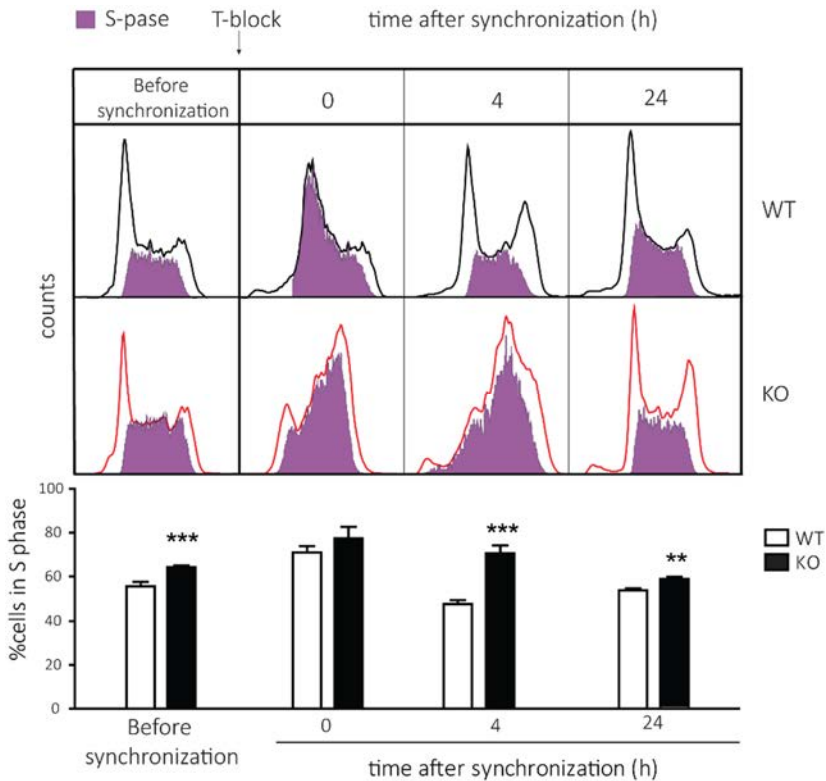 S-pase T-block time after synchronization (h)
Before
synchronization 0 4 24
WT
counts
KO
100
80
60
40
20
0
%cells in S phase
*** *** **
WT
KO
Before
synchronization 0 4 24
time after synchronization (h)